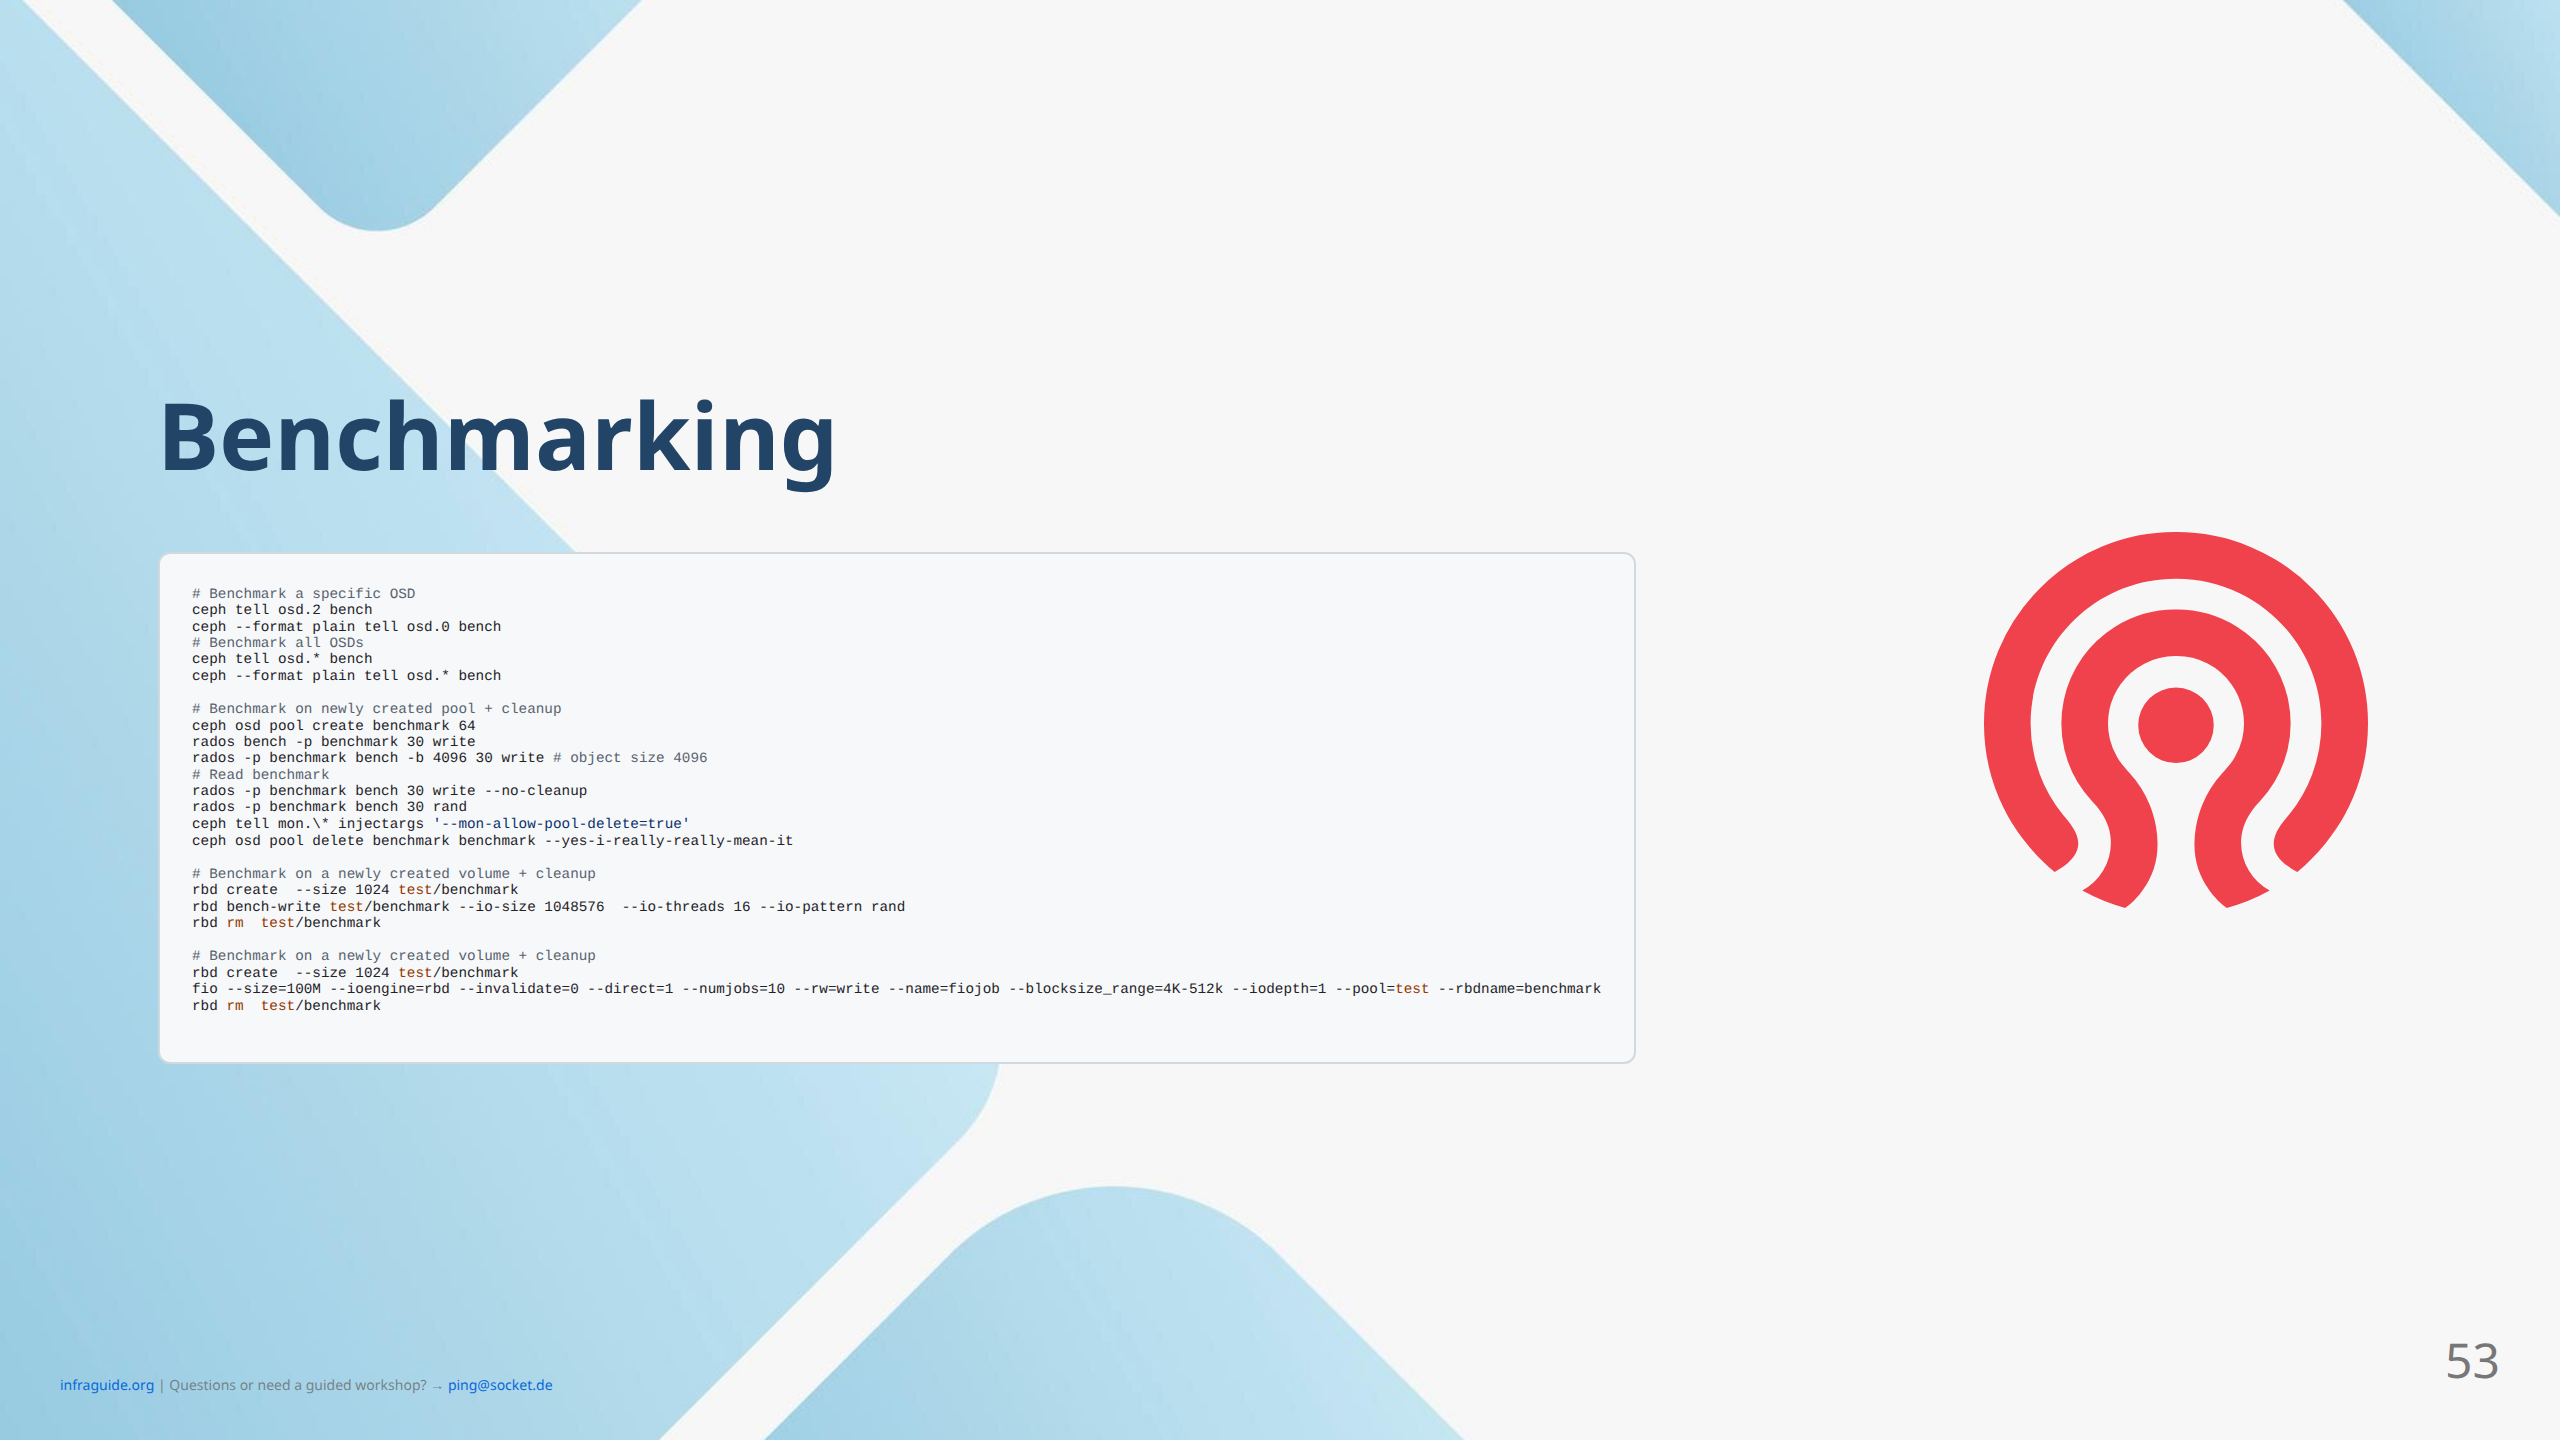 Benchmarking
# Benchmark a specific OSD
ceph tell osd.2 bench
ceph --format plain tell osd.0 bench
# Benchmark all OSDs
ceph tell osd.* bench
ceph --format plain tell osd.* bench
# Benchmark on newly created pool + cleanup
ceph osd pool create benchmark 64
rados bench -p benchmark 30 write
rados -p benchmark bench -b 4096 30 write # object size 4096
# Read benchmark
rados -p benchmark bench 30 write --no-cleanup
rados -p benchmark bench 30 rand
ceph tell mon.\* injectargs '--mon-allow-pool-delete=true'
ceph osd pool delete benchmark benchmark --yes-i-really-really-mean-it
# Benchmark on a newly created volume + cleanup
rbd create  --size 1024 test/benchmark
rbd bench-write test/benchmark --io-size 1048576  --io-threads 16 --io-pattern rand
rbd rm  test/benchmark
# Benchmark on a newly created volume + cleanup
rbd create  --size 1024 test/benchmark
fio --size=100M --ioengine=rbd --invalidate=0 --direct=1 --numjobs=10 --rw=write --name=fiojob --blocksize_range=4K-512k --iodepth=1 --pool=test --rbdname=benchmark
rbd rm  test/benchmark
infraguide.org | Questions or need a guided workshop? → ping@socket.de
53